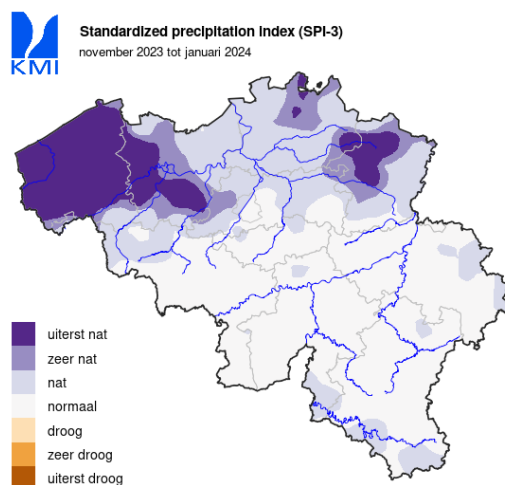 Standardized precipitation index (SPI-3)
november 2023 tot januari 2024
KMI
uiterst nat
zeer nat
nat
normaal
droog
zeer droog
uiterst droog